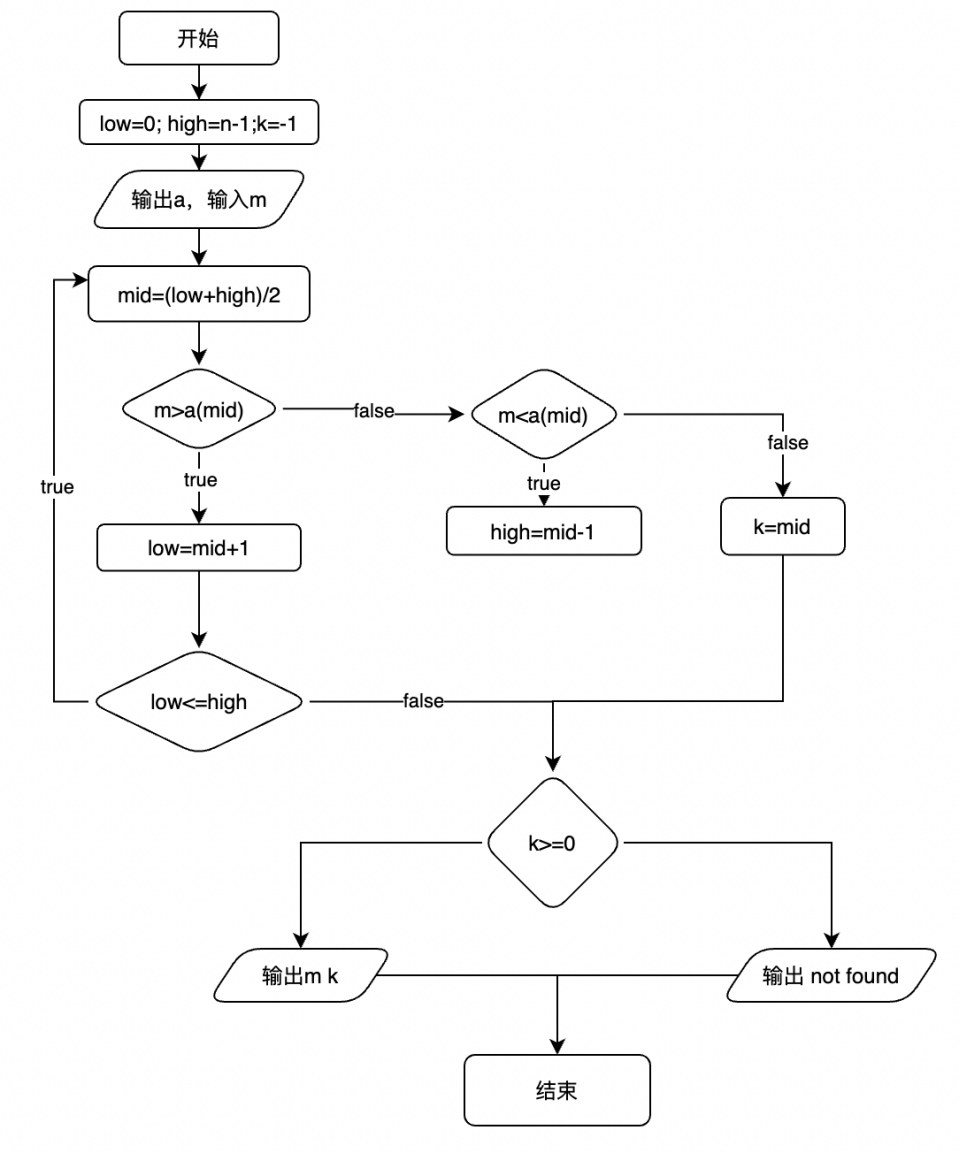 开始
low=0; high=n-1;k=-1
输出a，输入m
mid=(low+high)/2
m>a(mid)
false
m<a(mid)
false
true
true
true
low=mid+1
high=mid-1
k=mid
low<=high
false
k>=0
输出m k
输出 not found
结束